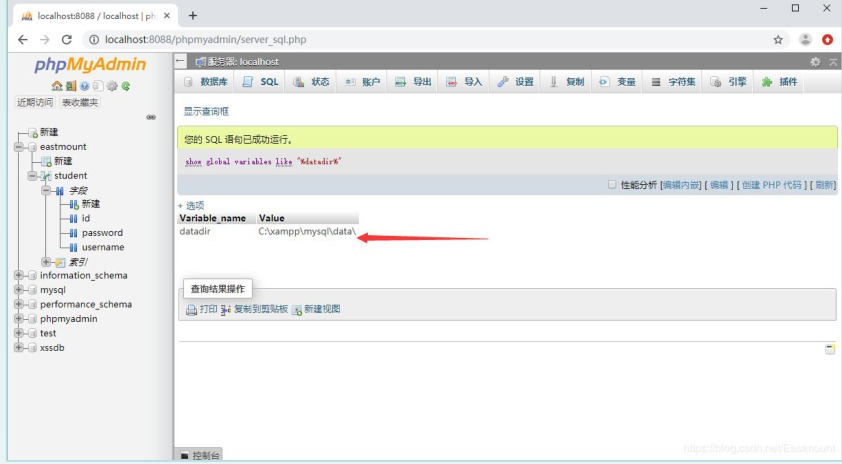 localhost:8088 / localhost | ph
localhost:8088/phpmyadmin/server_sql.php
phpMyAdmin
近期访问 表收藏夹
新建
eastmount
新建
student
字段
新建
id
password
username
索引
information_schema
mysql
performance_schema
phpmyadmin
test
xssdb
服务器: localhost
数据库 SQL 状态 账户 导出 导入 设置 复制 变量 字符集 引擎 插件
显示查询框
您的 SQL 语句已成功运行。
show global variables like "%datadir%"
性能分析 [编辑内嵌] [ 编辑 ] [ 创建 PHP 代码 ] [ 刷新]
+ 选项
Variable_name Value
datadir C:\xampp\mysql\data\
查询结果操作
打印 复制到剪贴板 新建视图
控制台
https://blog.csdn.net/Eastmount